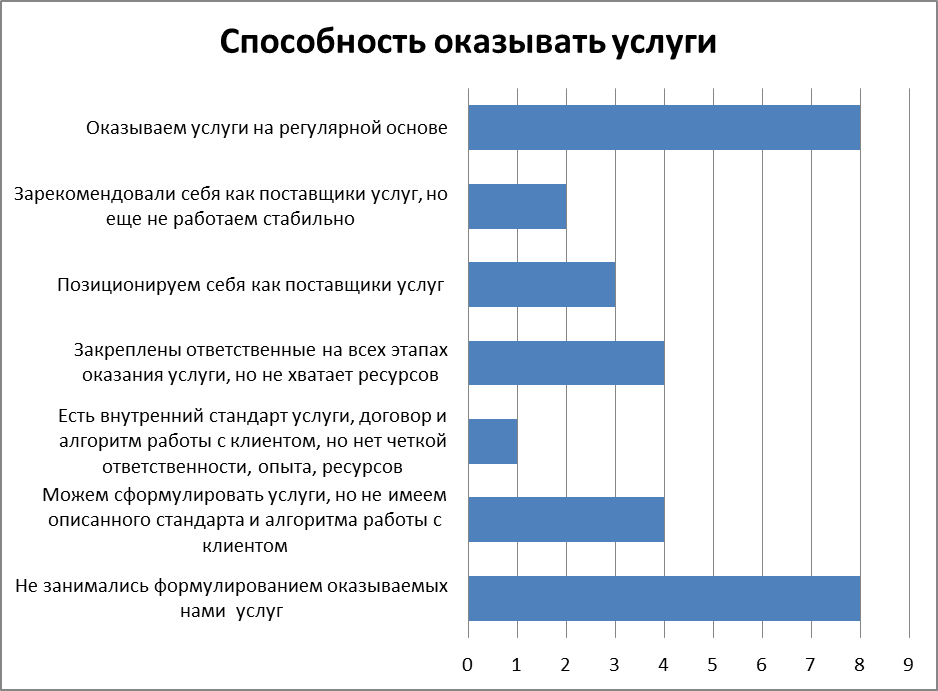 Способность оказывать услуги
Оказываем услуги на регулярной основе
Зарекомендовали себя как поставщики услуг, но
еще не работаем стабильно
Позиционируем себя как поставщики услуг
Закреплены ответственные на всех этапах
оказания услуги, но не хватает ресурсов
Есть внутренний стандарт услуги, договор и
алгоритм работы с клиентом, но нет четкой
ответственности, опыта, ресурсов
Можем сформулировать услуги, но не имеем
описанного стандарта и алгоритма работы с
клиентом
Не занимались формулированием оказываемых
нами  услуг
0 1 2 3 4 5 6 7 8 9